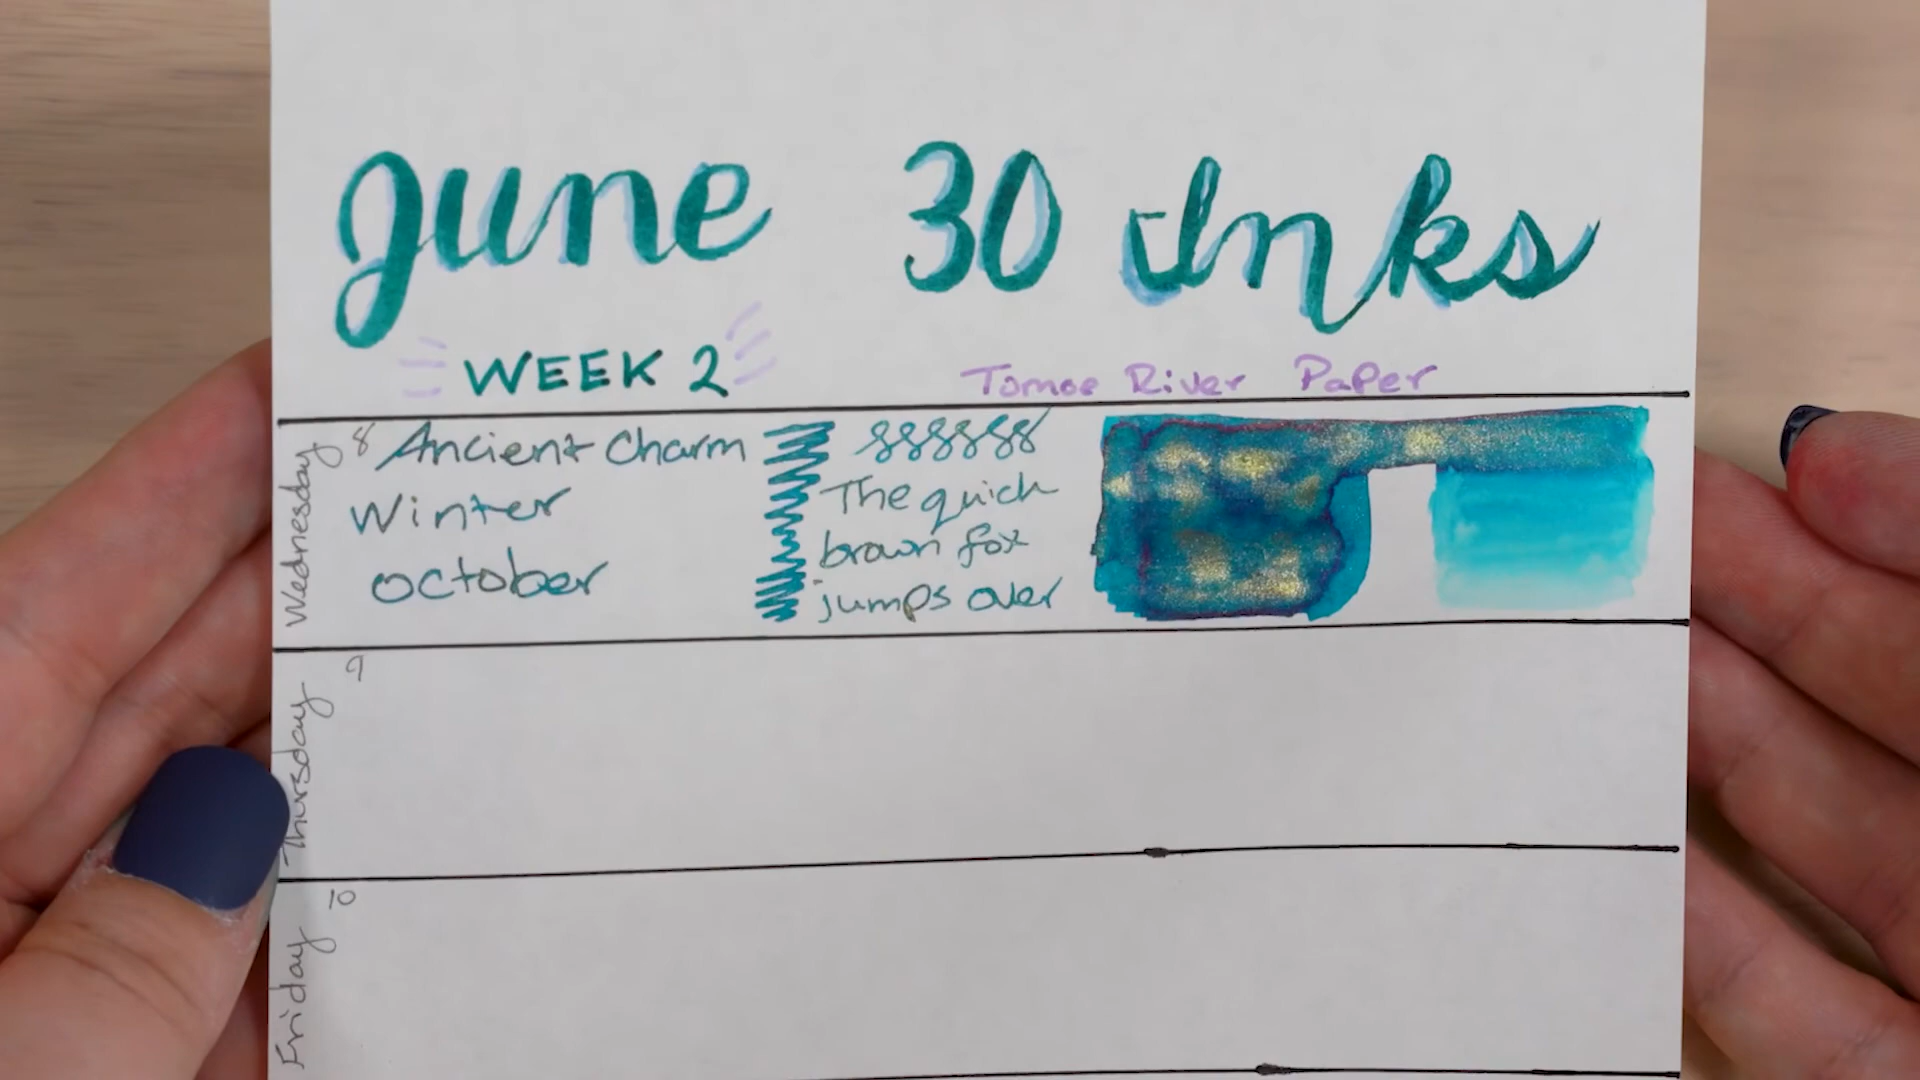 June 30 Inks
WEEK 2
Tomoe River Paper
Wednesday
8 Ancient Charm
Winter
October
The quick
brown fox
jumps over
Thursday
9
Friday
10